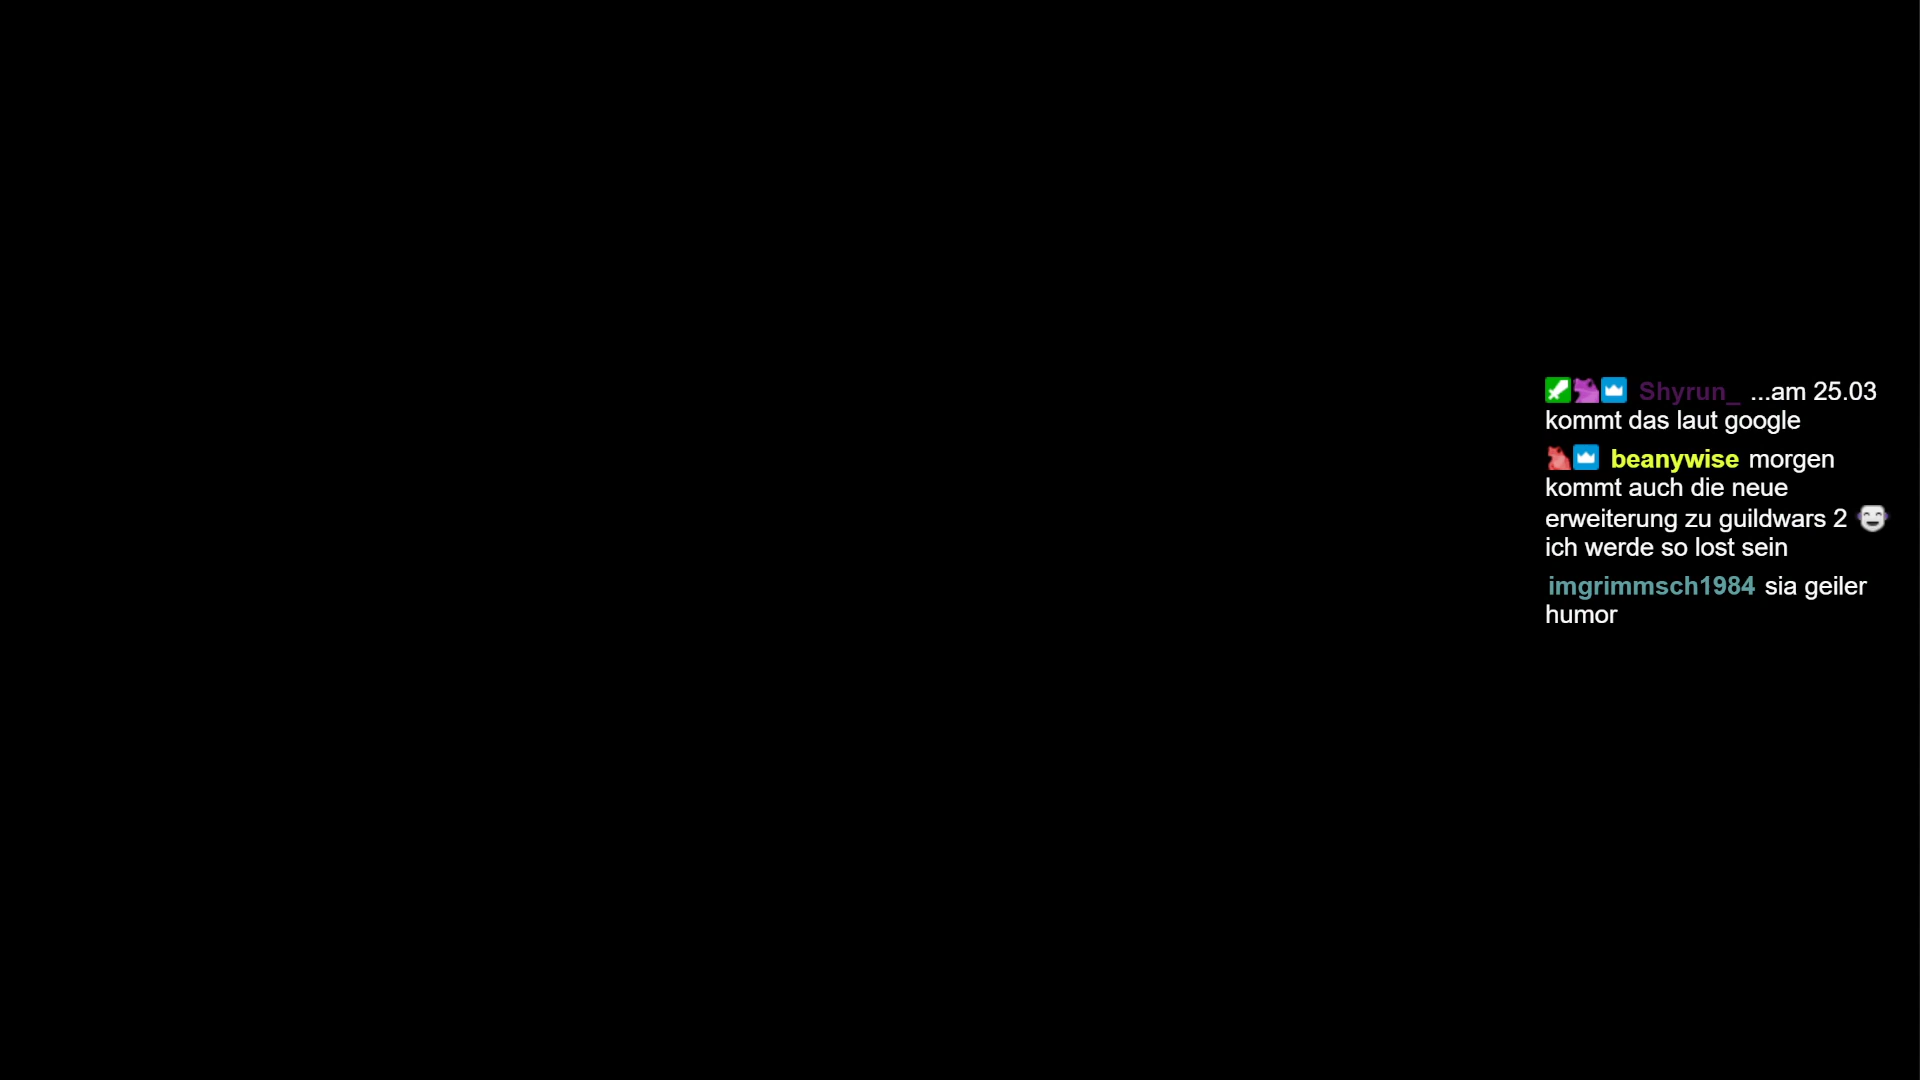 Shyrun_ ...am 25.03
kommt das laut google
beanywise morgen
kommt auch die neue
erweiterung zu guildwars 2
ich werde so lost sein
imgrimmsch1984 sia geiler
humor